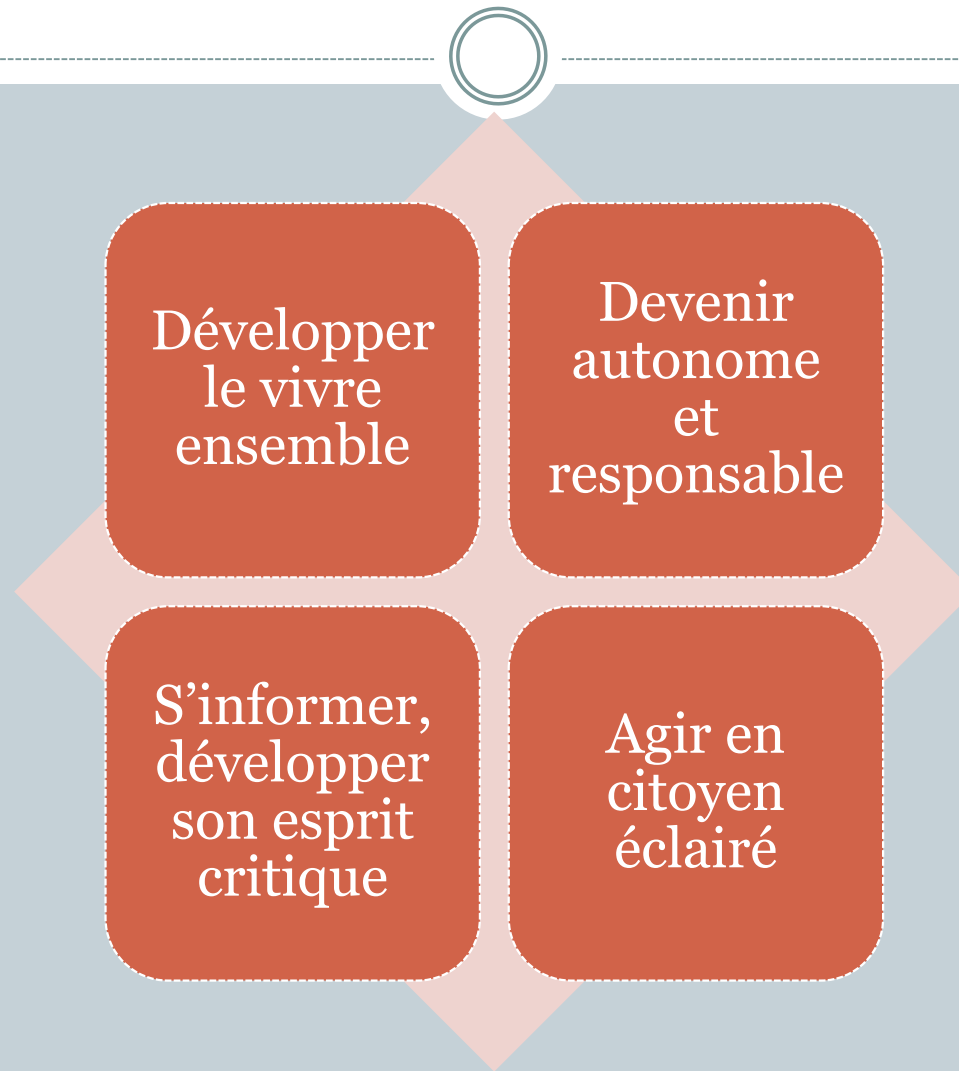 Développer
le vivre
ensemble
Devenir
autonome
et
responsable
S’informer,
développer
son esprit
critique
Agir en
citoyen
éclairé